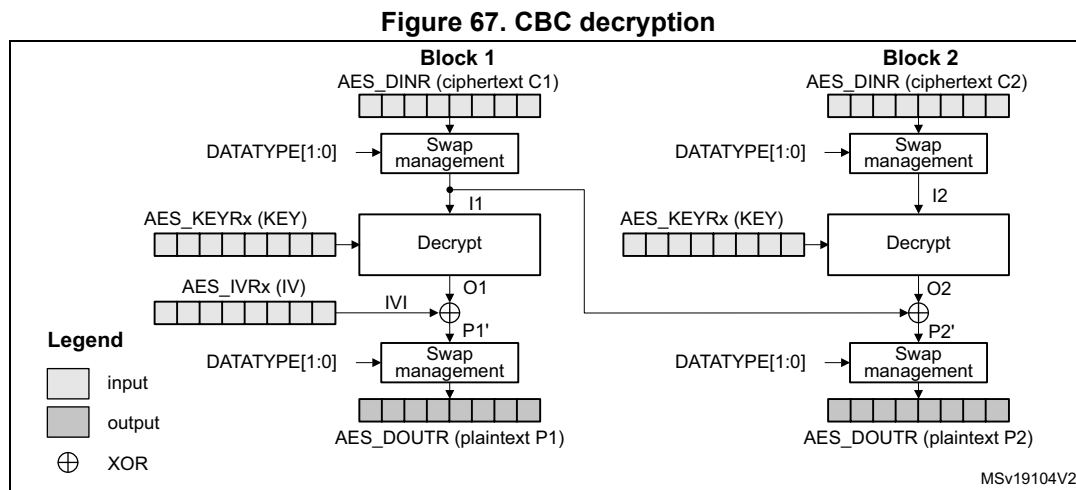 Figure 67. CBC decryption
Block 1
Block 2
AES_DINR (ciphertext C1)
AES_DINR (ciphertext C2)
DATATYPE[1:0]
Swap
management
DATATYPE[1:0]
Swap
management
I1
I2
AES_KEYRx (KEY)
Decrypt
AES_KEYRx (KEY)
Decrypt
AES_IVRx (IV)
IVI
O1
O2
P1'
P2'
Legend
DATATYPE[1:0]
Swap
management
DATATYPE[1:0]
Swap
management
input
output
XOR
AES_DOUTR (plaintext P1)
AES_DOUTR (plaintext P2)
MSv19104V2